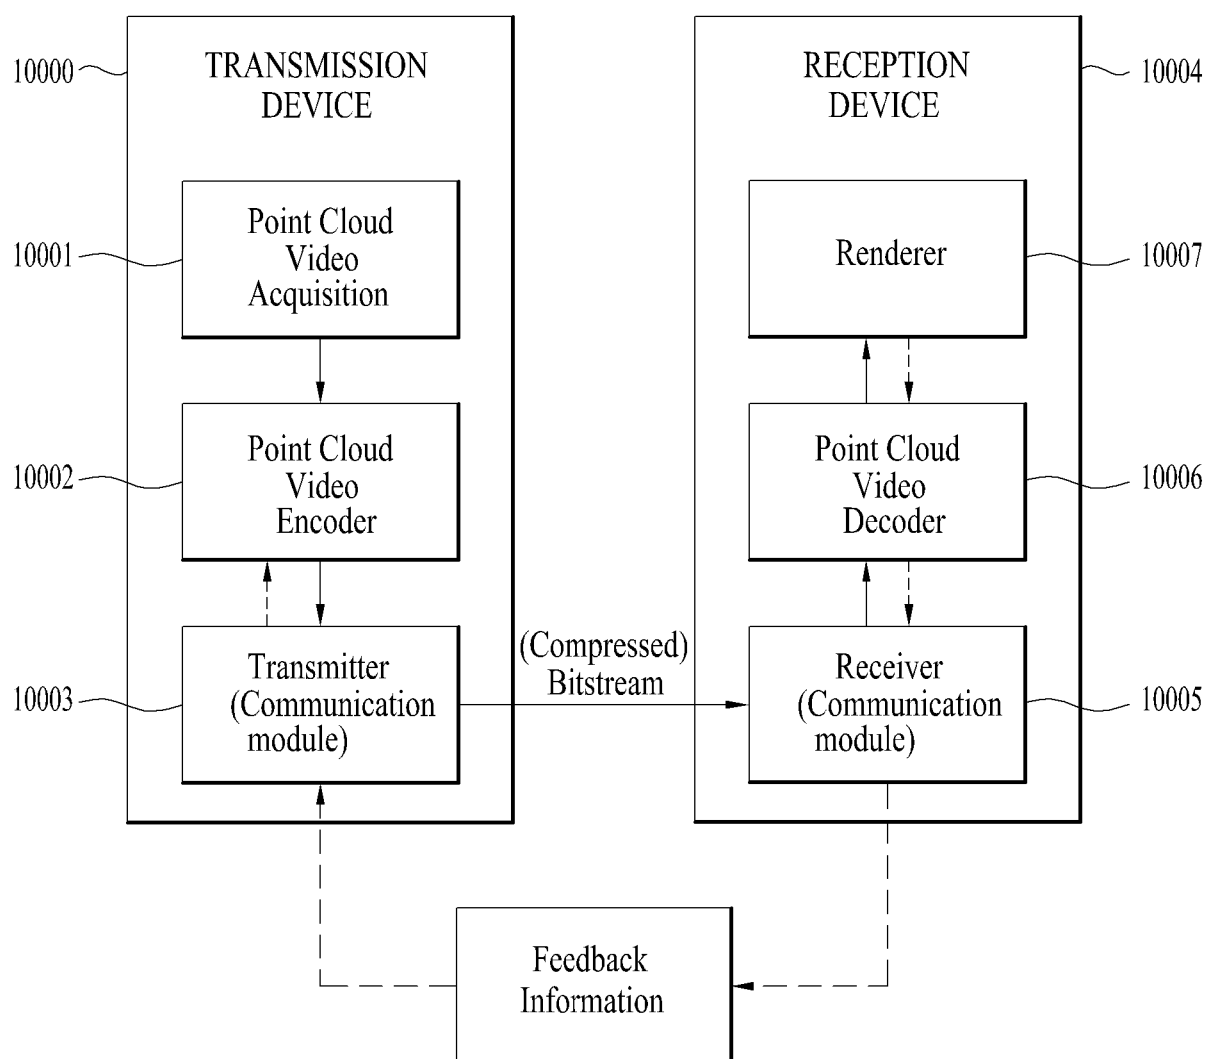 10000
TRANSMISSION
DEVICE
10001
Point Cloud
Video
Acquisition
10002
Point Cloud
Video
Encoder
10003
Transmitter
(Communication
module)
(Compressed)
Bitstream
RECEPTION
DEVICE
10004
Renderer
10007
Point Cloud
Video
Decoder
10006
Receiver
(Communication
module)
10005
Feedback
Information